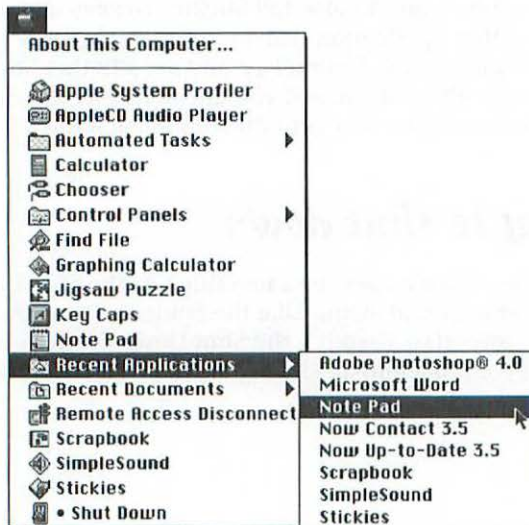 About This Computer...
Apple System Profiler
AppleCD Audio Player
Automated Tasks
Calculator
Chooser
Control Panels
Find File
Graphing Calculator
Jigsaw Puzzle
Key Caps
Note Pad
Recent Applications
Recent Documents
Remote Access Disconnect
Scrapbook
SimpleSound
Stickies
• Shut Down
Adobe Photoshop® 4.0
Microsoft Word
Note Pad
Now Contact 3.5
Now Up-to-Date 3.5
Scrapbook
SimpleSound
Stickies